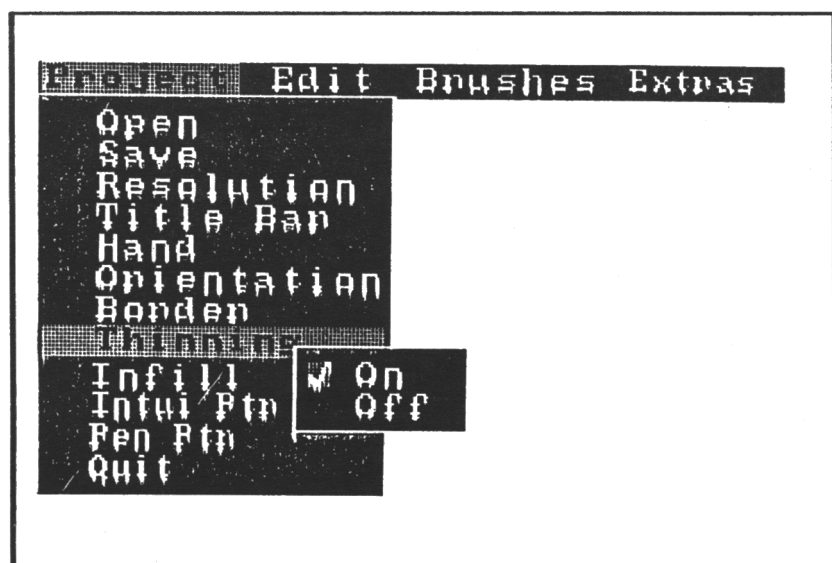 Project Edit Brushes Extras
Open
Save
Resolution
Title Bar
Hand
Orientation
Border
Thinning
Infill
Intui Ptr
Pen Ptr
Quit
On
Off